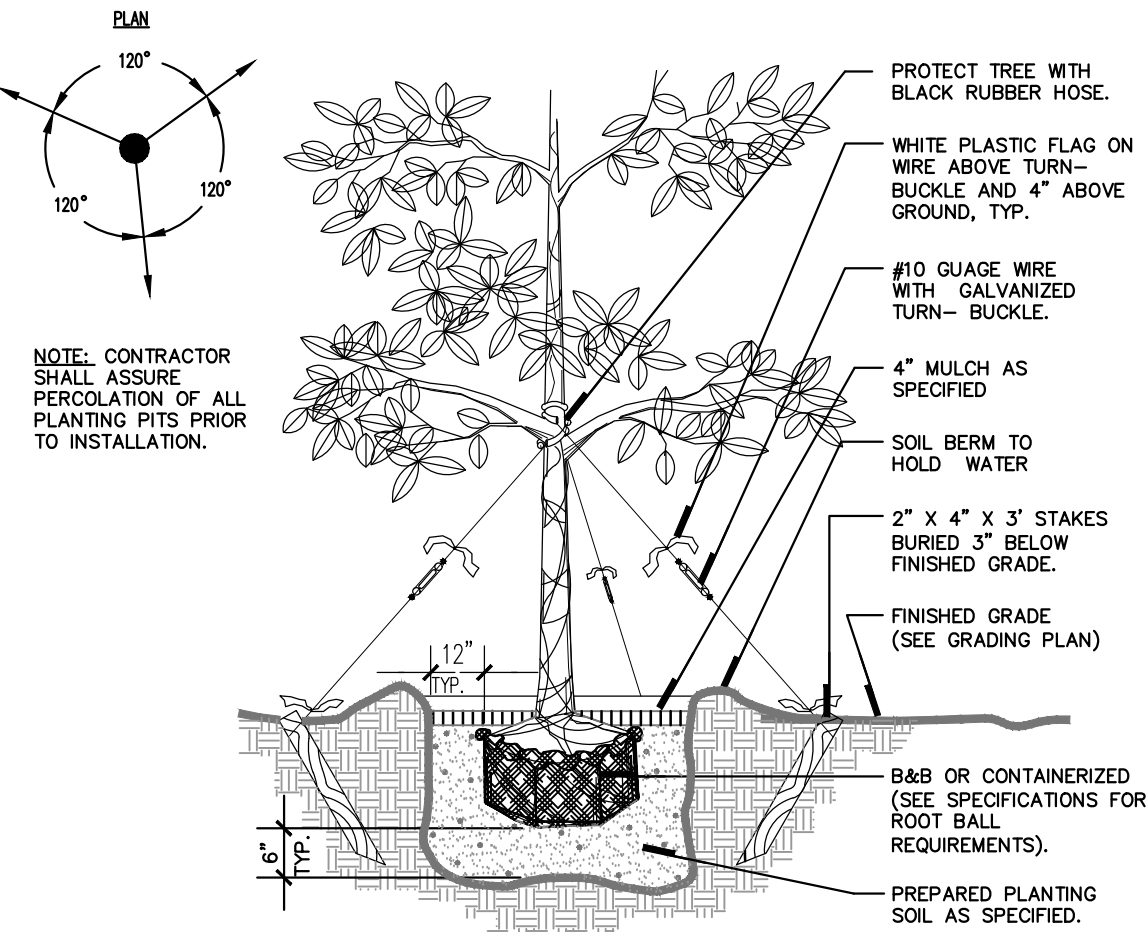 PLAN
120°
120°
120°
NOTE: CONTRACTOR
SHALL ASSURE
PERCOLATION OF ALL
PLANTING PITS PRIOR
TO INSTALLATION.
PROTECT TREE WITH
BLACK RUBBER HOSE.
WHITE PLASTIC FLAG ON
WIRE ABOVE TURN-
BUCKLE AND 4" ABOVE
GROUND, TYP.
#10 GUAGE WIRE
WITH GALVANIZED
TURN- BUCKLE.
4" MULCH AS
SPECIFIED
SOIL BERM TO
HOLD WATER
2" X 4" X 3' STAKES
BURIED 3" BELOW
FINISHED GRADE.
FINISHED GRADE
(SEE GRADING PLAN)
12"
TYP.
6"
TYP.
B&B OR CONTAINERIZED
(SEE SPECIFICATIONS FOR
ROOT BALL
REQUIREMENTS).
PREPARED PLANTING
SOIL AS SPECIFIED.